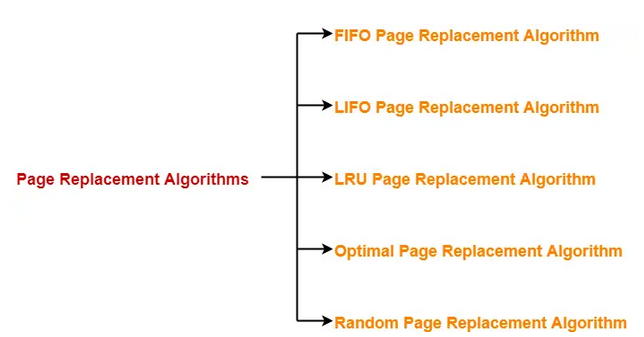 FIFO Page Replacement Algorithm
LIFO Page Replacement Algorithm
Page Replacement Algorithms
LRU Page Replacement Algorithm
Optimal Page Replacement Algorithm
Random Page Replacement Algorithm